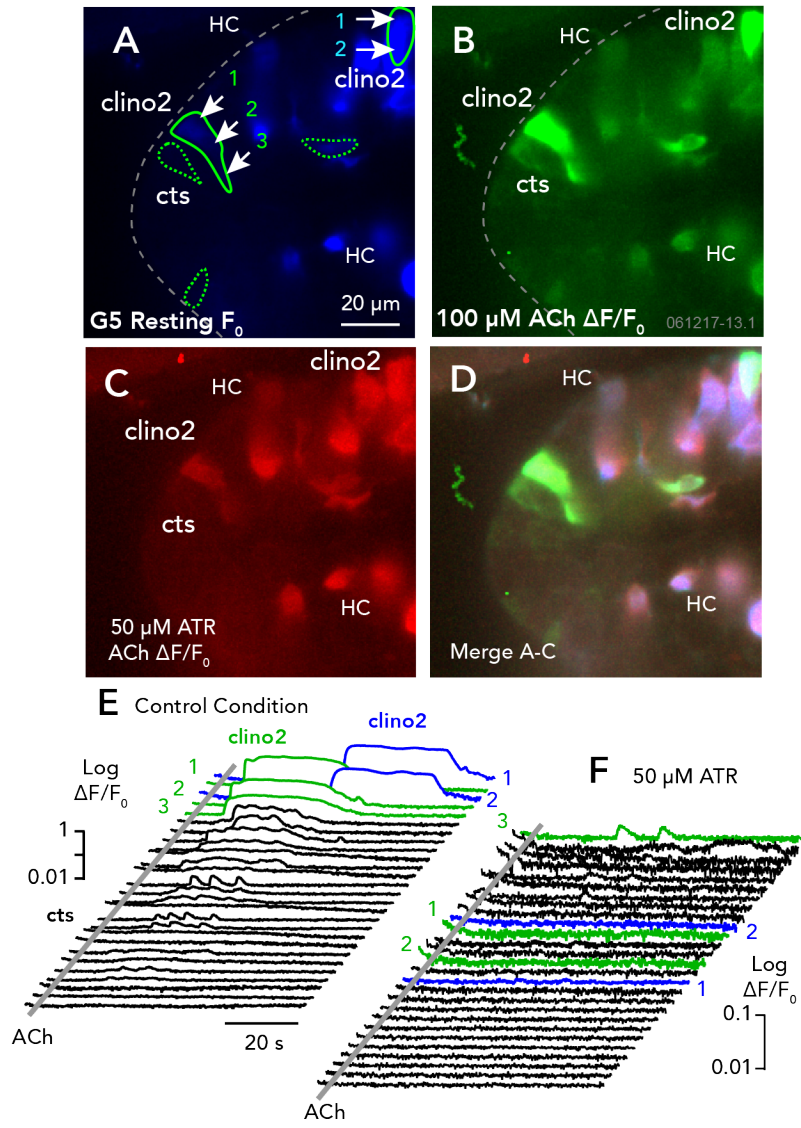 A
HC
1
2
clino2
clino2
1
2
3
cts
HC
G5 Resting F0
20 µm
B
HC
clino2
clino2
cts
HC
100 µM ACh ΔF/F0
061217-13.1
C
HC
clino2
clino2
cts
HC
50 µM ATR
ACh ΔF/F0
D
HC
HC
Merge A-C
E Control Condition
clino2
clino2
Log
ΔF/F0
1
0.01
1
2
3
1
2
cts
ACh
20 s
F 50 µM ATR
3
1
2
2
1
Log
ΔF/F0
0.1
0.01
ACh